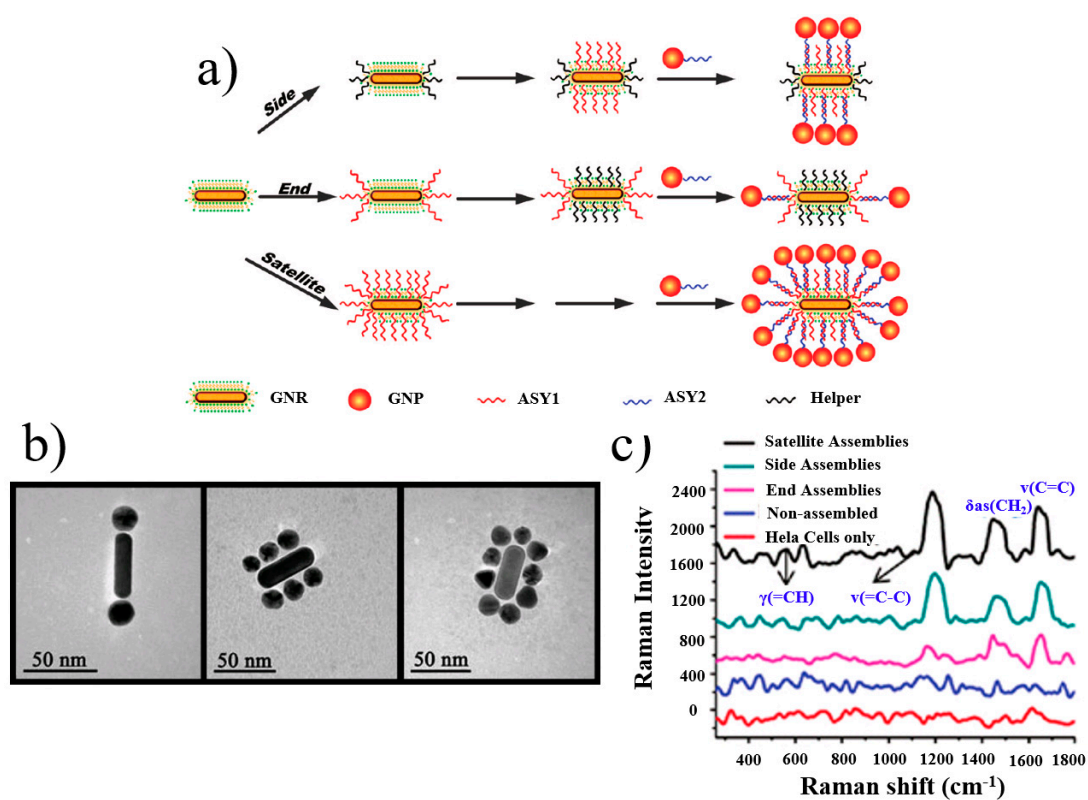 a)
Side
End
Satellite
GNR
GNP
ASY1
ASY2
Helper
b)
50 nm
50 nm
50 nm
c)
Satellite Assemblies
Side Assemblies
End Assemblies
Non-assembled
Hela Cells only
ν(C=C)
δas(CH₂)
γ(=CH)
ν(=C-C)
2400
2000
1600
1200
800
400
0
Raman Intensity
400 600 800 1000 1200 1400 1600 1800
Raman shift (cm⁻¹)